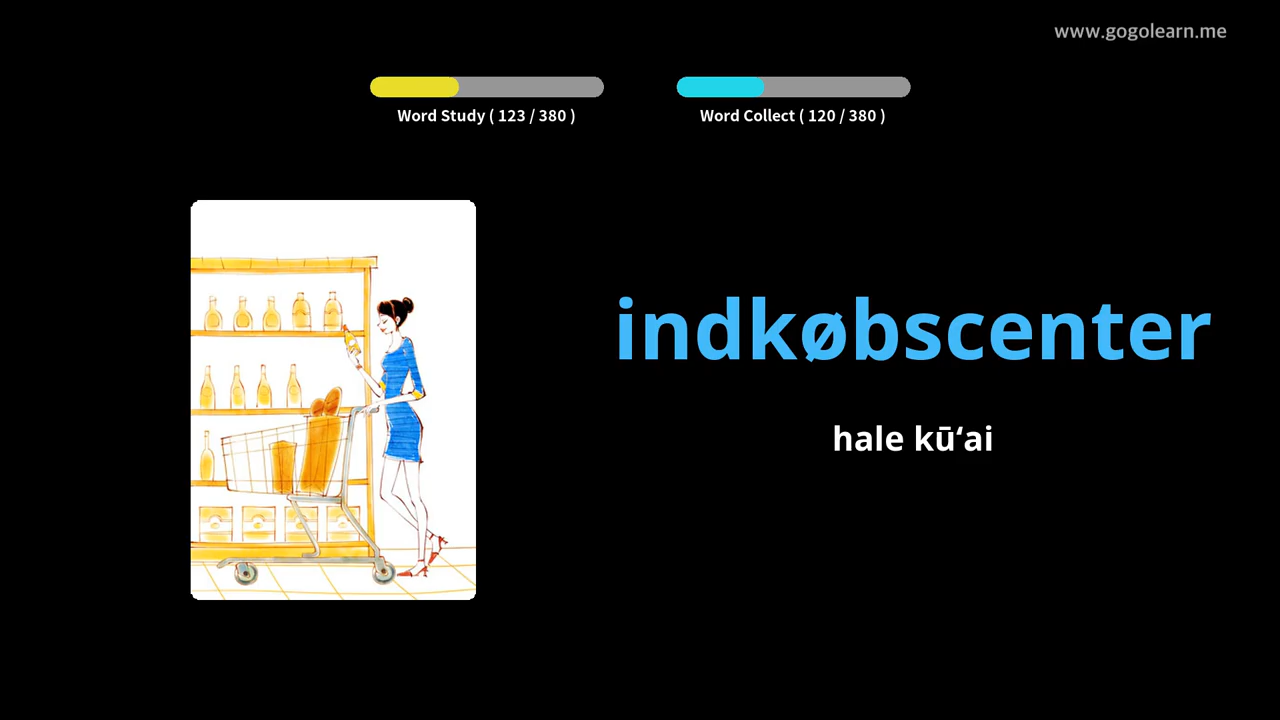 www.gogolearn.me
Word Study ( 123 / 380 )
Word Collect ( 120 / 380 )
indkøbscenter
hale kūʻai